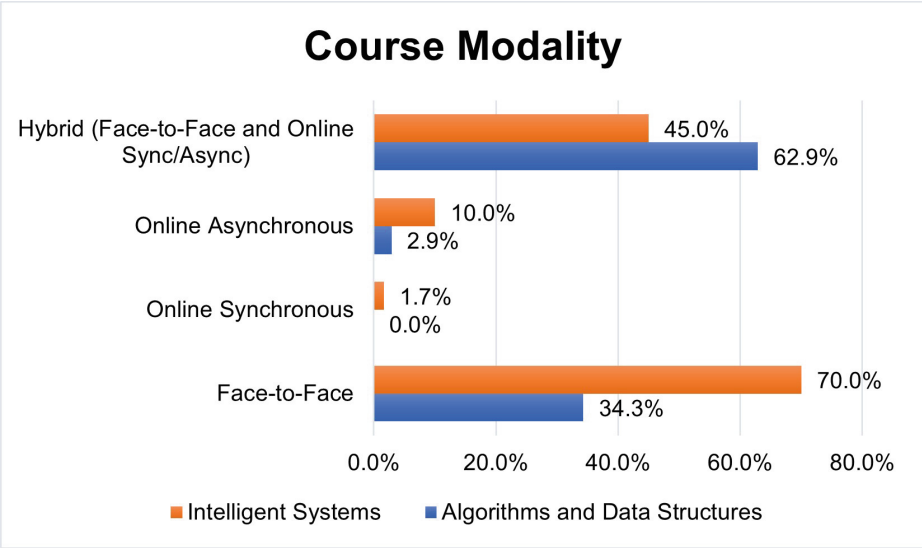 Course Modality
Hybrid (Face-to-Face and Online
Sync/Async)
45.0%
62.9%
Online Asynchronous
10.0%
2.9%
Online Synchronous
1.7%
0.0%
Face-to-Face
70.0%
34.3%
0.0% 20.0% 40.0% 60.0% 80.0%
Intelligent Systems Algorithms and Data Structures